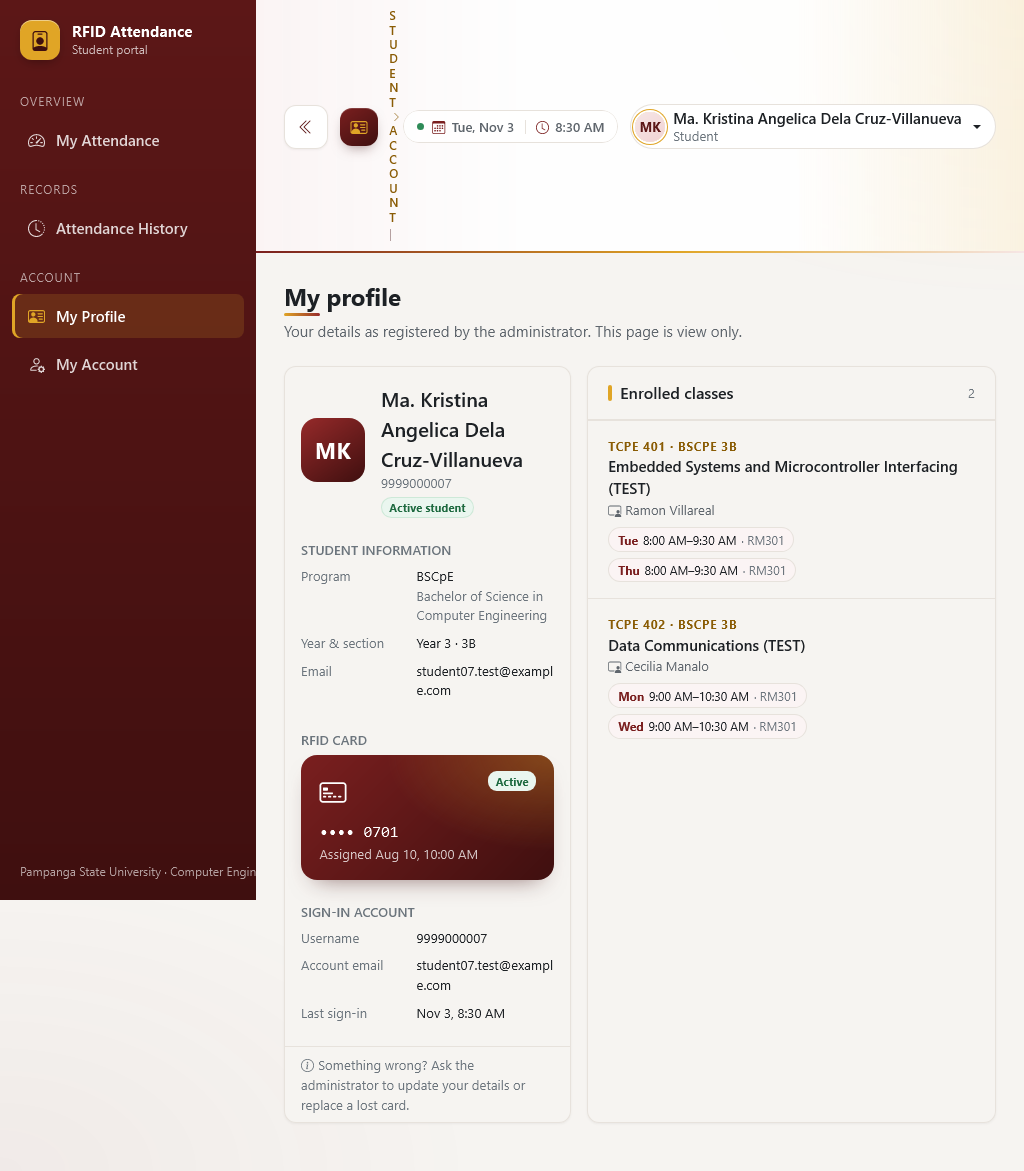 RFID Attendance
Student portal
OVERVIEW
My Attendance
RECORDS
Attendance History
ACCOUNT
My Profile
My Account
Pampanga State University · Computer Engin
STUDENT > ACCOUNT
Tue, Nov 3
8:30 AM
MK
Ma. Kristina Angelica Dela Cruz-Villanueva
Student
My profile
Your details as registered by the administrator. This page is view only.
MK
Ma. Kristina
Angelica Dela
Cruz-Villanueva
9999000007
Active student
STUDENT INFORMATION
Program BSCpE
Bachelor of Science in
Computer Engineering
Year & section Year 3 · 3B
Email student07.test@exampl
e.com
RFID CARD
Active
•••• 0701
Assigned Aug 10, 10:00 AM
SIGN-IN ACCOUNT
Username 9999000007
Account email student07.test@exampl
e.com
Last sign-in Nov 3, 8:30 AM
Something wrong? Ask the
administrator to update your details or
replace a lost card.
Enrolled classes 2
TCPE 401 · BSCPE 3B
Embedded Systems and Microcontroller Interfacing
(TEST)
Ramon Villareal
Tue 8:00 AM–9:30 AM · RM301
Thu 8:00 AM–9:30 AM · RM301
TCPE 402 · BSCPE 3B
Data Communications (TEST)
Cecilia Manalo
Mon 9:00 AM–10:30 AM · RM301
Wed 9:00 AM–10:30 AM · RM301